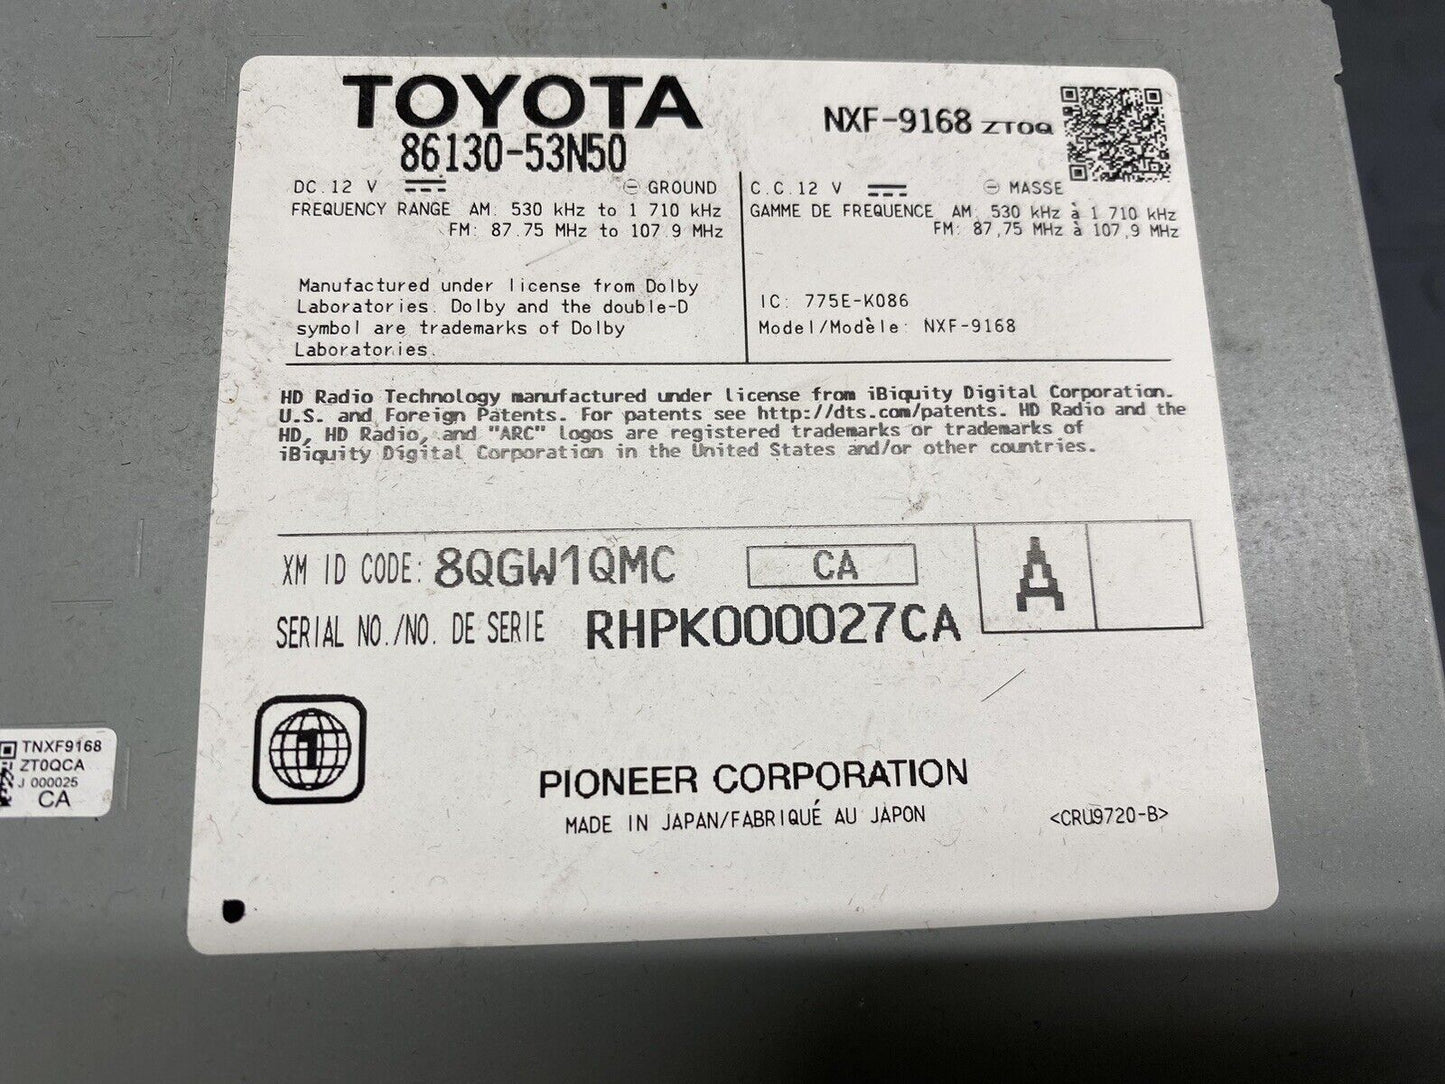 TOYOTA
86130-53N50
NXF-9168 ZT0Q
DC.12 V ⊖ GROUND
FREQUENCY RANGE AM: 530 kHz to 1 710 kHz
FM: 87.75 MHz to 107.9 MHz
C.C.12 V ⊖ MASSE
GAMME DE FREQUENCE AM: 530 kHz à 1 710 kHz
FM: 87,75 MHz à 107,9 MHz
Manufactured under license from Dolby
Laboratories. Dolby and the double-D
symbol are trademarks of Dolby
Laboratories.
IC: 775E-K086
Model/Modèle: NXF-9168
HD Radio Technology manufactured under license from iBiquity Digital Corporation.
U.S. and Foreign Patents. For patents see http://dts.com/patents. HD Radio and the
HD, HD Radio, and "ARC" logos are registered trademarks or trademarks of
iBiquity Digital Corporation in the United States and/or other countries.
XM ID CODE: 8QGW1QMC
CA
A
SERIAL NO./NO. DE SERIE RHPK000027CA
1
PIONEER CORPORATION
MADE IN JAPAN/FABRIQUÉ AU JAPON
<CRU9720-B>
TNXF9168
ZT0QCA
J 000025
CA